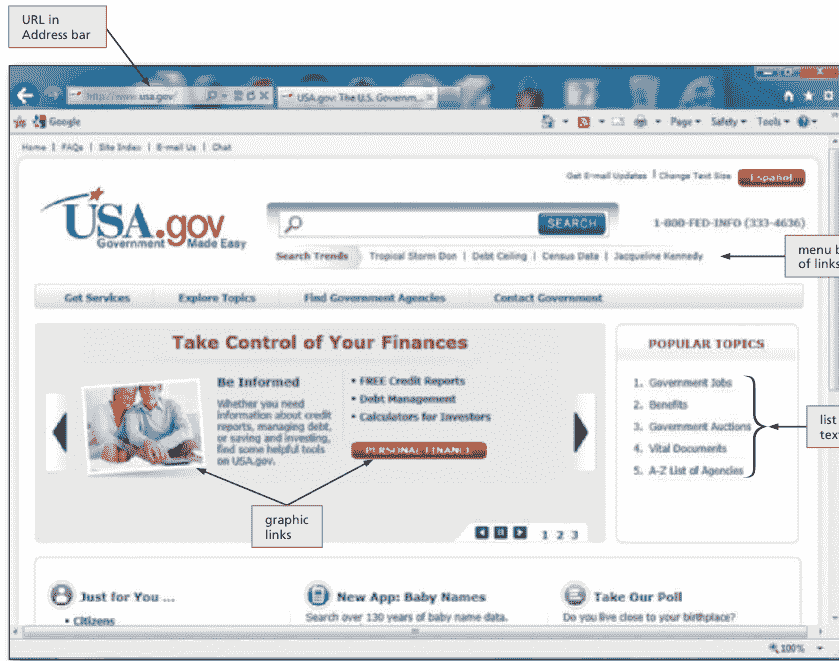 URL in
Address bar
http://www.usa.gov/
USA.gov: The U.S. Governm...
Google
Page
Safety
Tools
Home | FAQs | Site Index | E-mail Us | Chat
Get E-mail Updates | Change Text Size
Español
USA.gov
Government Made Easy
SEARCH
1-800-FED-INFO (333-4636)
Search Trends Tropical Storm Don | Debt Ceiling | Census Data | Jacqueline Kennedy
menu b
of links
Get Services Explore Topics Find Government Agencies Contact Government
Take Control of Your Finances
Be Informed
Whether you need
information about credit
reports, managing debt,
or saving and investing,
find some helpful tools
on USA.gov.
• FREE Credit Reports
• Debt Management
• Calculators for Investors
PERSONAL FINANCE
graphic
links
1 2 3
POPULAR TOPICS
1. Government Jobs
2. Benefits
3. Government Auctions
4. Vital Documents
5. A-Z List of Agencies
list
tex
Just for You ...
• Citizens
New App: Baby Names
Search over 130 years of baby name data.
Take Our Poll
Do you live close to your birthplace?
100%